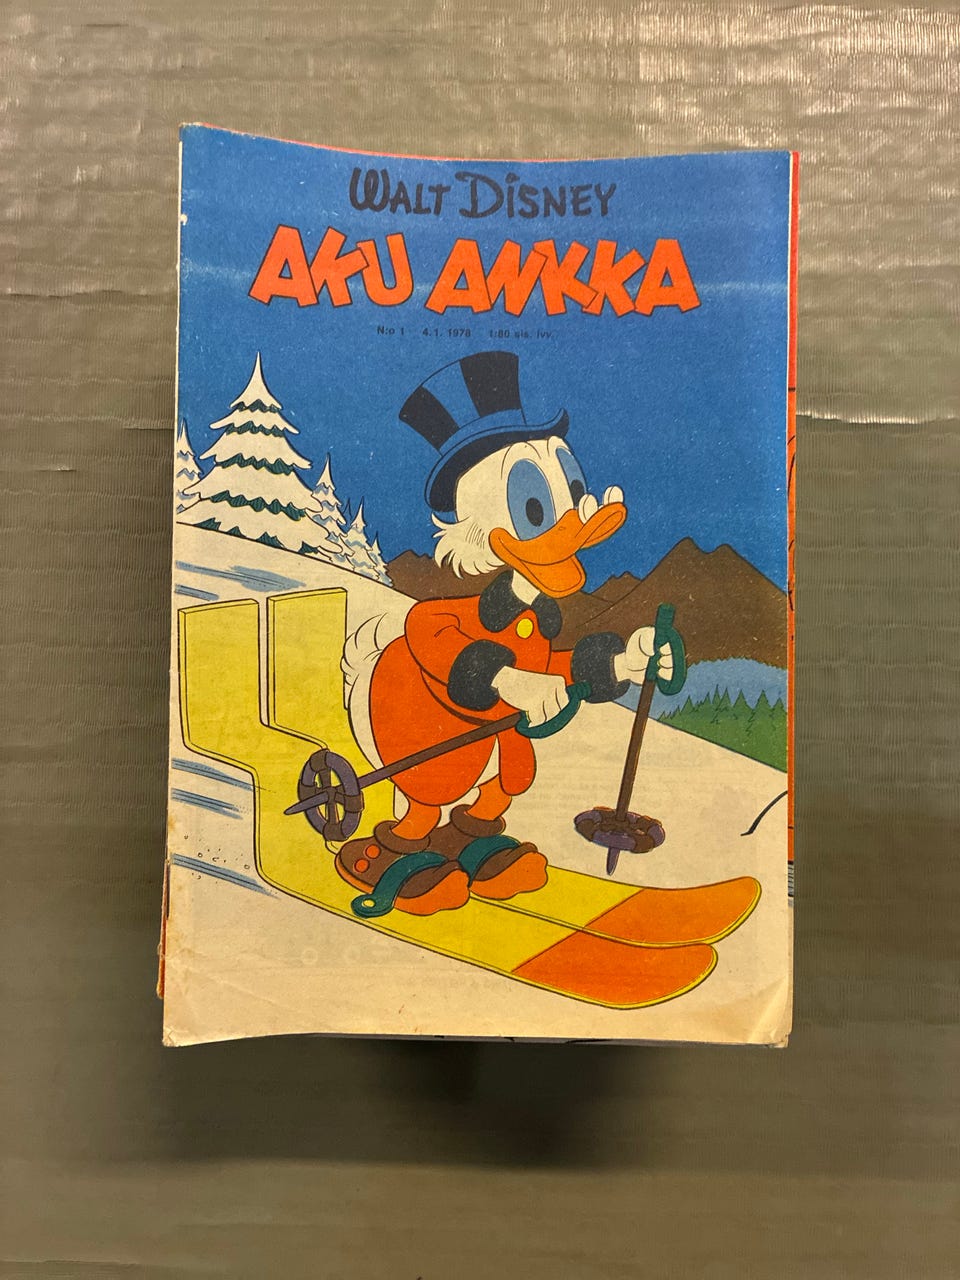 WALT DISNEY
AKU ANKKA
N:o 1 4.1. 1978 1:80 sis. lvv.